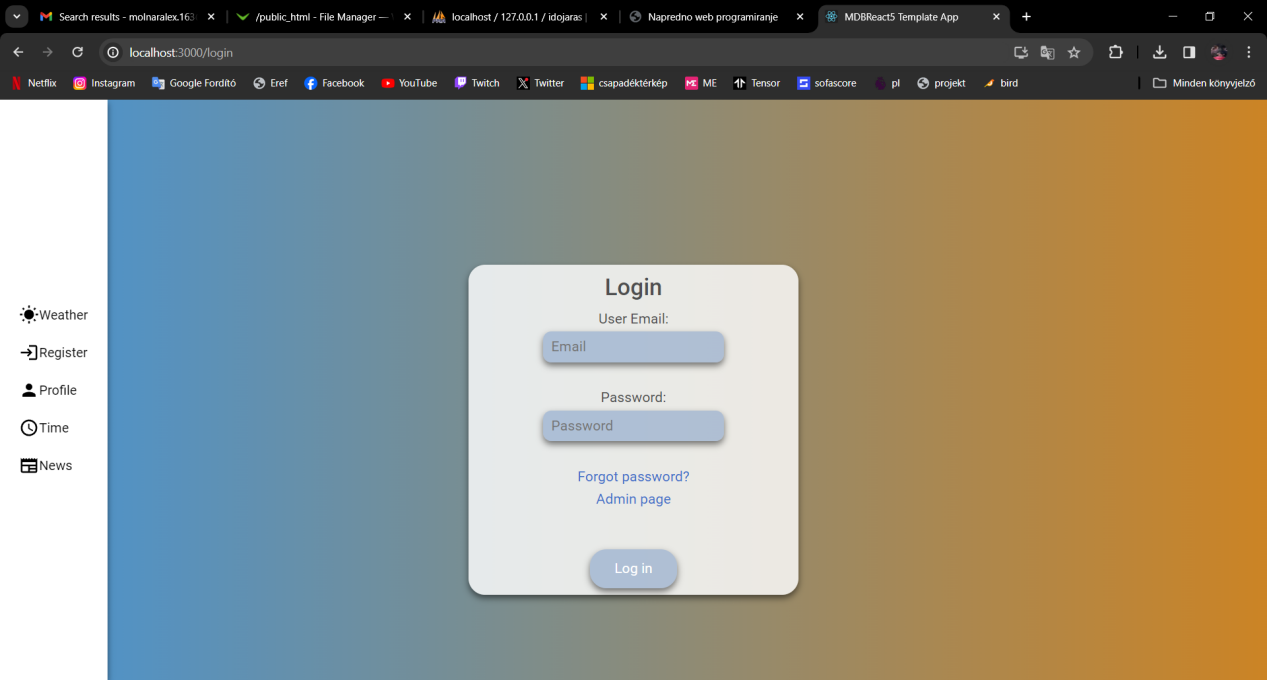 Search results - molnaralex.163
/public_html - File Manager —
localhost / 127.0.0.1 / idojaras |
Napredno web programiranje
MDBReact5 Template App
localhost:3000/login
Netflix
Instagram
Google Fordító
Eref
Facebook
YouTube
Twitch
Twitter
csapadéktérkép
ME
Tensor
sofascore
pl
projekt
bird
Minden könyvjelző
Weather
Register
Profile
Time
News
Login
User Email:
Email
Password:
Password
Forgot password?
Admin page
Log in